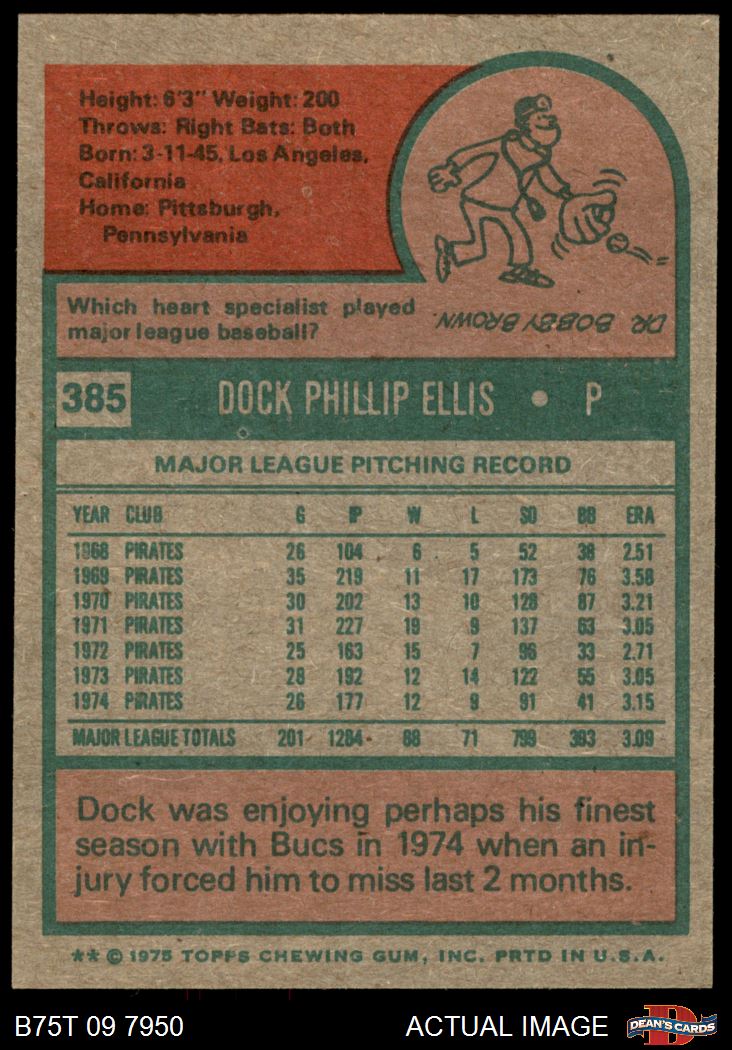 Height: 6'3" Weight: 200
Throws: Right Bats: Both
Born: 3-11-45, Los Angeles,
California
Home: Pittsburgh,
Pennsylvania
Which heart specialist played
major league baseball?
DR. BOBBY BROWN.
385 DOCK PHILLIP ELLIS • P
MAJOR LEAGUE PITCHING RECORD
YEAR CLUB G IP W L SO BB ERA
1968 PIRATES 26 104 6 5 52 38 2.51
1969 PIRATES 35 219 11 17 173 76 3.58
1970 PIRATES 30 202 13 10 128 87 3.21
1971 PIRATES 31 227 19 9 137 63 3.05
1972 PIRATES 25 163 15 7 96 33 2.71
1973 PIRATES 28 192 12 14 122 55 3.05
1974 PIRATES 26 177 12 9 91 41 3.15
MAJOR LEAGUE TOTALS 201 1284 88 71 799 393 3.09
Dock was enjoying perhaps his finest
season with Bucs in 1974 when an in-
jury forced him to miss last 2 months.
** © 1975 TOPPS CHEWING GUM, INC. PRTD IN U.S.A.
B75T 09 7950 ACTUAL IMAGE D DEAN'S CARDS